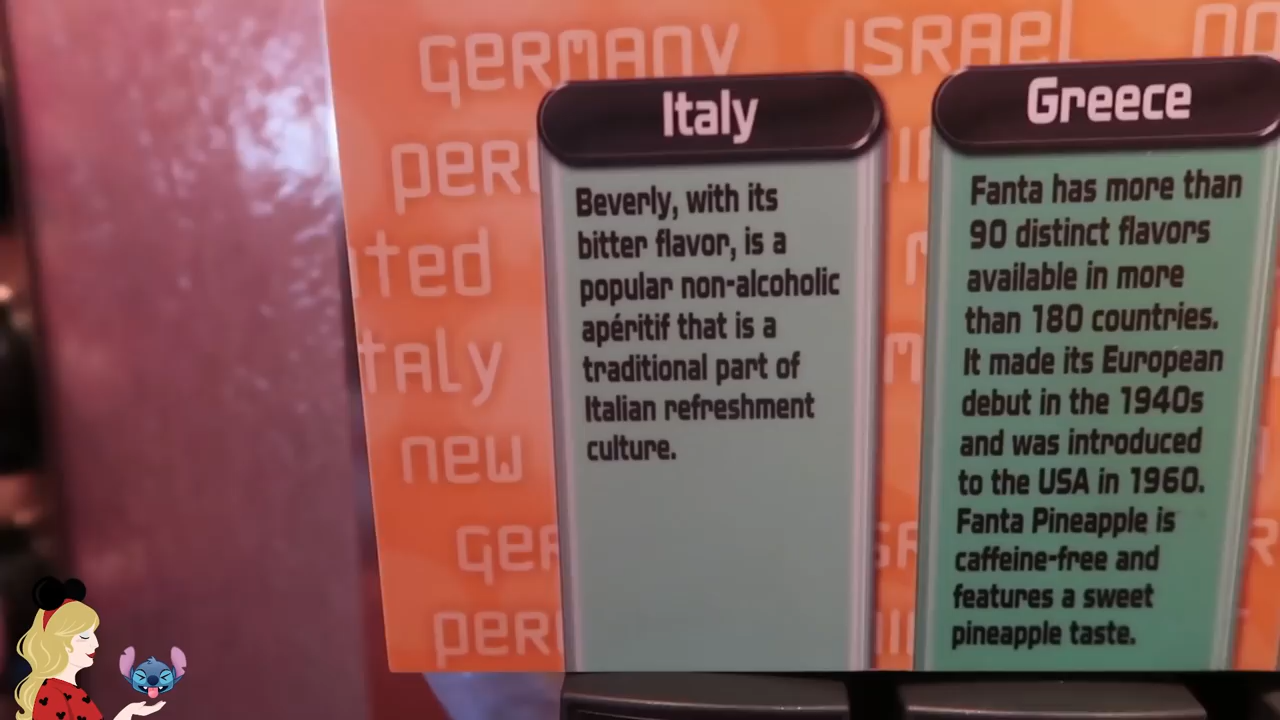 GERMANY ISRAEL
Italy
Beverly, with its
bitter flavor, is a
popular non-alcoholic
apéritif that is a
traditional part of
Italian refreshment
culture.
Greece
Fanta has more than
90 distinct flavors
available in more
than 180 countries.
It made its European
debut in the 1940s
and was introduced
to the USA in 1960.
Fanta Pineapple is
caffeine-free and
features a sweet
pineapple taste.
new